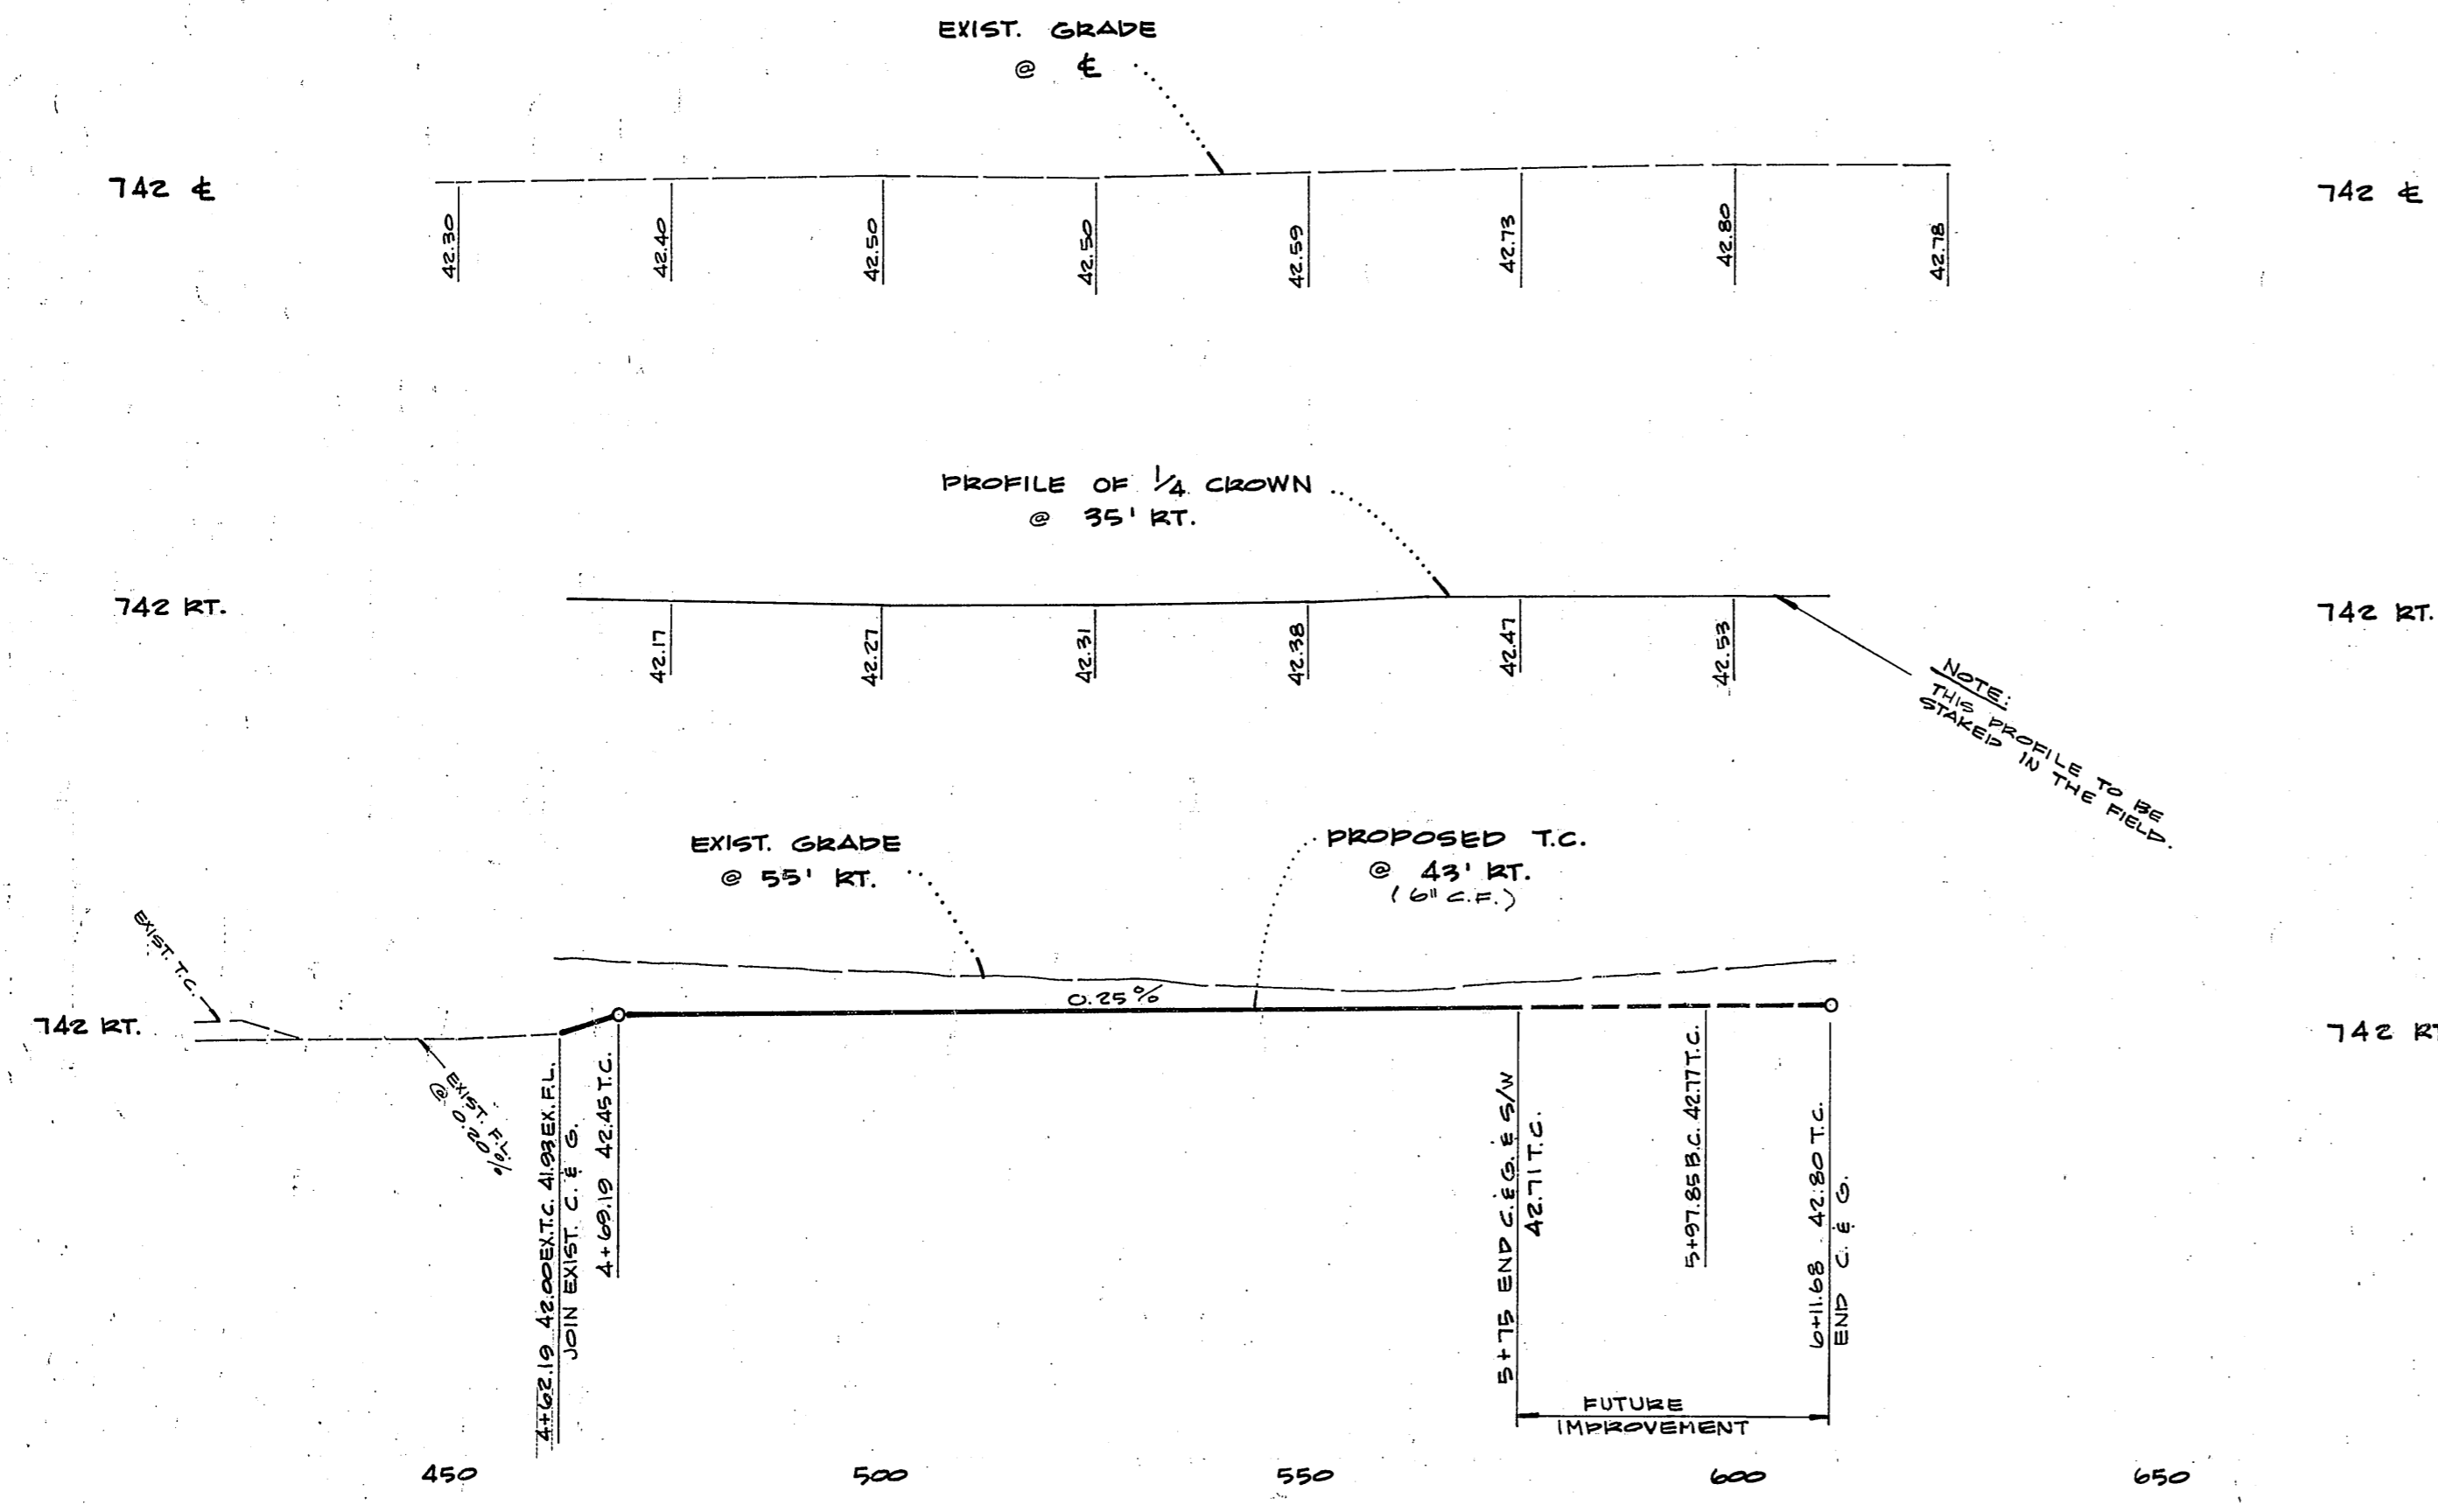 EXIST. GRADE
@ ℄
742 ℄
742 ℄
42.30
42.40
42.50
42.50
42.59
42.73
42.80
42.78
PROFILE OF 1/4 CROWN
@ 35' RT.
742 RT.
742 RT.
42.17
42.27
42.31
42.38
42.47
42.53
NOTE:
THIS PROFILE TO BE
STAKED IN THE FIELD.
EXIST. GRADE
@ 55' RT.
PROPOSED T.C.
@ 43' RT.
(6" C.F.)
EXIST. T.C.
0.25%
742 RT.
742 RT
EXIST. F.L.
@ 0.20%
4+62.19 42.00 EX.T.C. 41.93 EX.F.L.
JOIN EXIST. C. & G.
4+69.19 42.45 T.C.
5+75 END C. & G. & S/W
42.71 T.C.
5+97.85 B.C. 42.77 T.C.
6+11.68 42.80 T.C.
END C. & G.
FUTURE
IMPROVEMENT
450
500
550
600
650